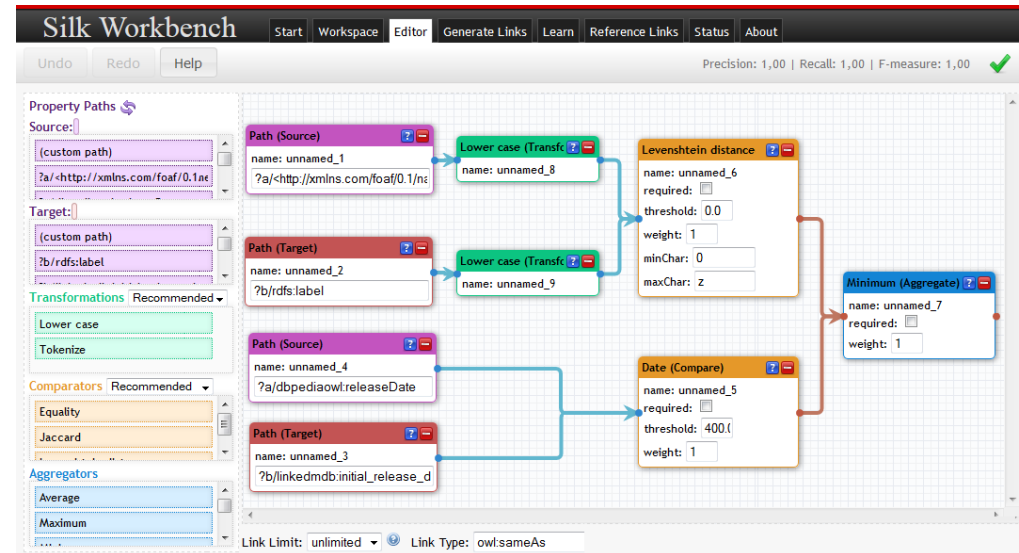 Silk Workbench
Start Workspace Editor Generate Links Learn Reference Links Status About
Undo Redo Help
Precision: 1,00 | Recall: 1,00 | F-measure: 1,00
Property Paths
Source:
(custom path)
?a/<http://xmlns.com/foaf/0.1ne
Target:
(custom path)
?b/rdfs:label
Transformations Recommended
Lower case
Tokenize
Comparators Recommended
Equality
Jaccard
Aggregators
Average
Maximum
Path (Source) ?
name: unnamed_1
?a/<http://xmlns.com/foaf/0.1/na
Lower case (Transfc ?
name: unnamed_8
Path (Target) ?
name: unnamed_2
?b/rdfs:label
Lower case (Transfc ?
name: unnamed_9
Path (Source) ?
name: unnamed_4
?a/dbpediaowl:releaseDate
Path (Target) ?
name: unnamed_3
?b/linkedmdb:initial_release_d
Levenshtein distance ?
name: unnamed_6
required:
threshold: 0.0
weight: 1
minChar: 0
maxChar: z
Date (Compare) ?
name: unnamed_5
required:
threshold: 400.(
weight: 1
Minimum (Aggregate) ?
name: unnamed_7
required:
weight: 1
Link Limit: unlimited ? Link Type: owl:sameAs